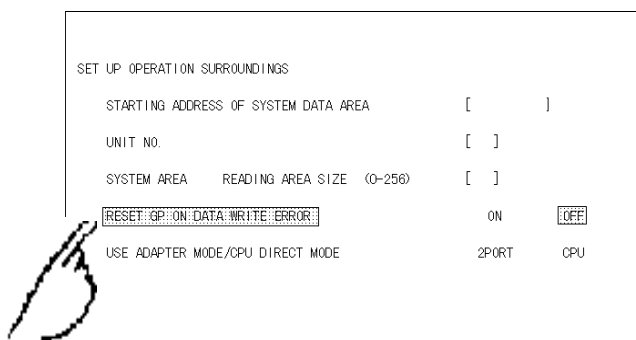 SET UP OPERATION SURROUNDINGS
STARTING ADDRESS OF SYSTEM DATA AREA [ ]
UNIT NO. [ ]
SYSTEM AREA READING AREA SIZE (0-256) [ ]
RESET GP ON DATA WRITE ERROR ON OFF
USE ADAPTER MODE/CPU DIRECT MODE 2PORT CPU